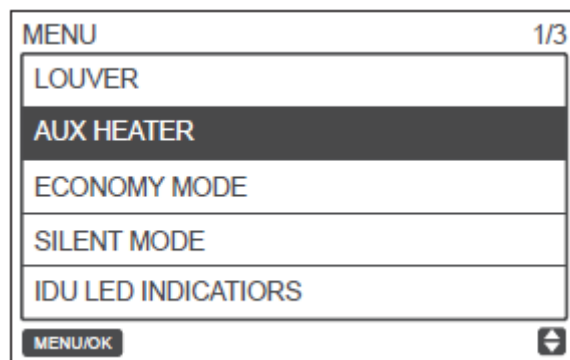 MENU 1/3
LOUVER
AUX HEATER
ECONOMY MODE
SILENT MODE
IDU LED INDICATIORS
MENU/OK